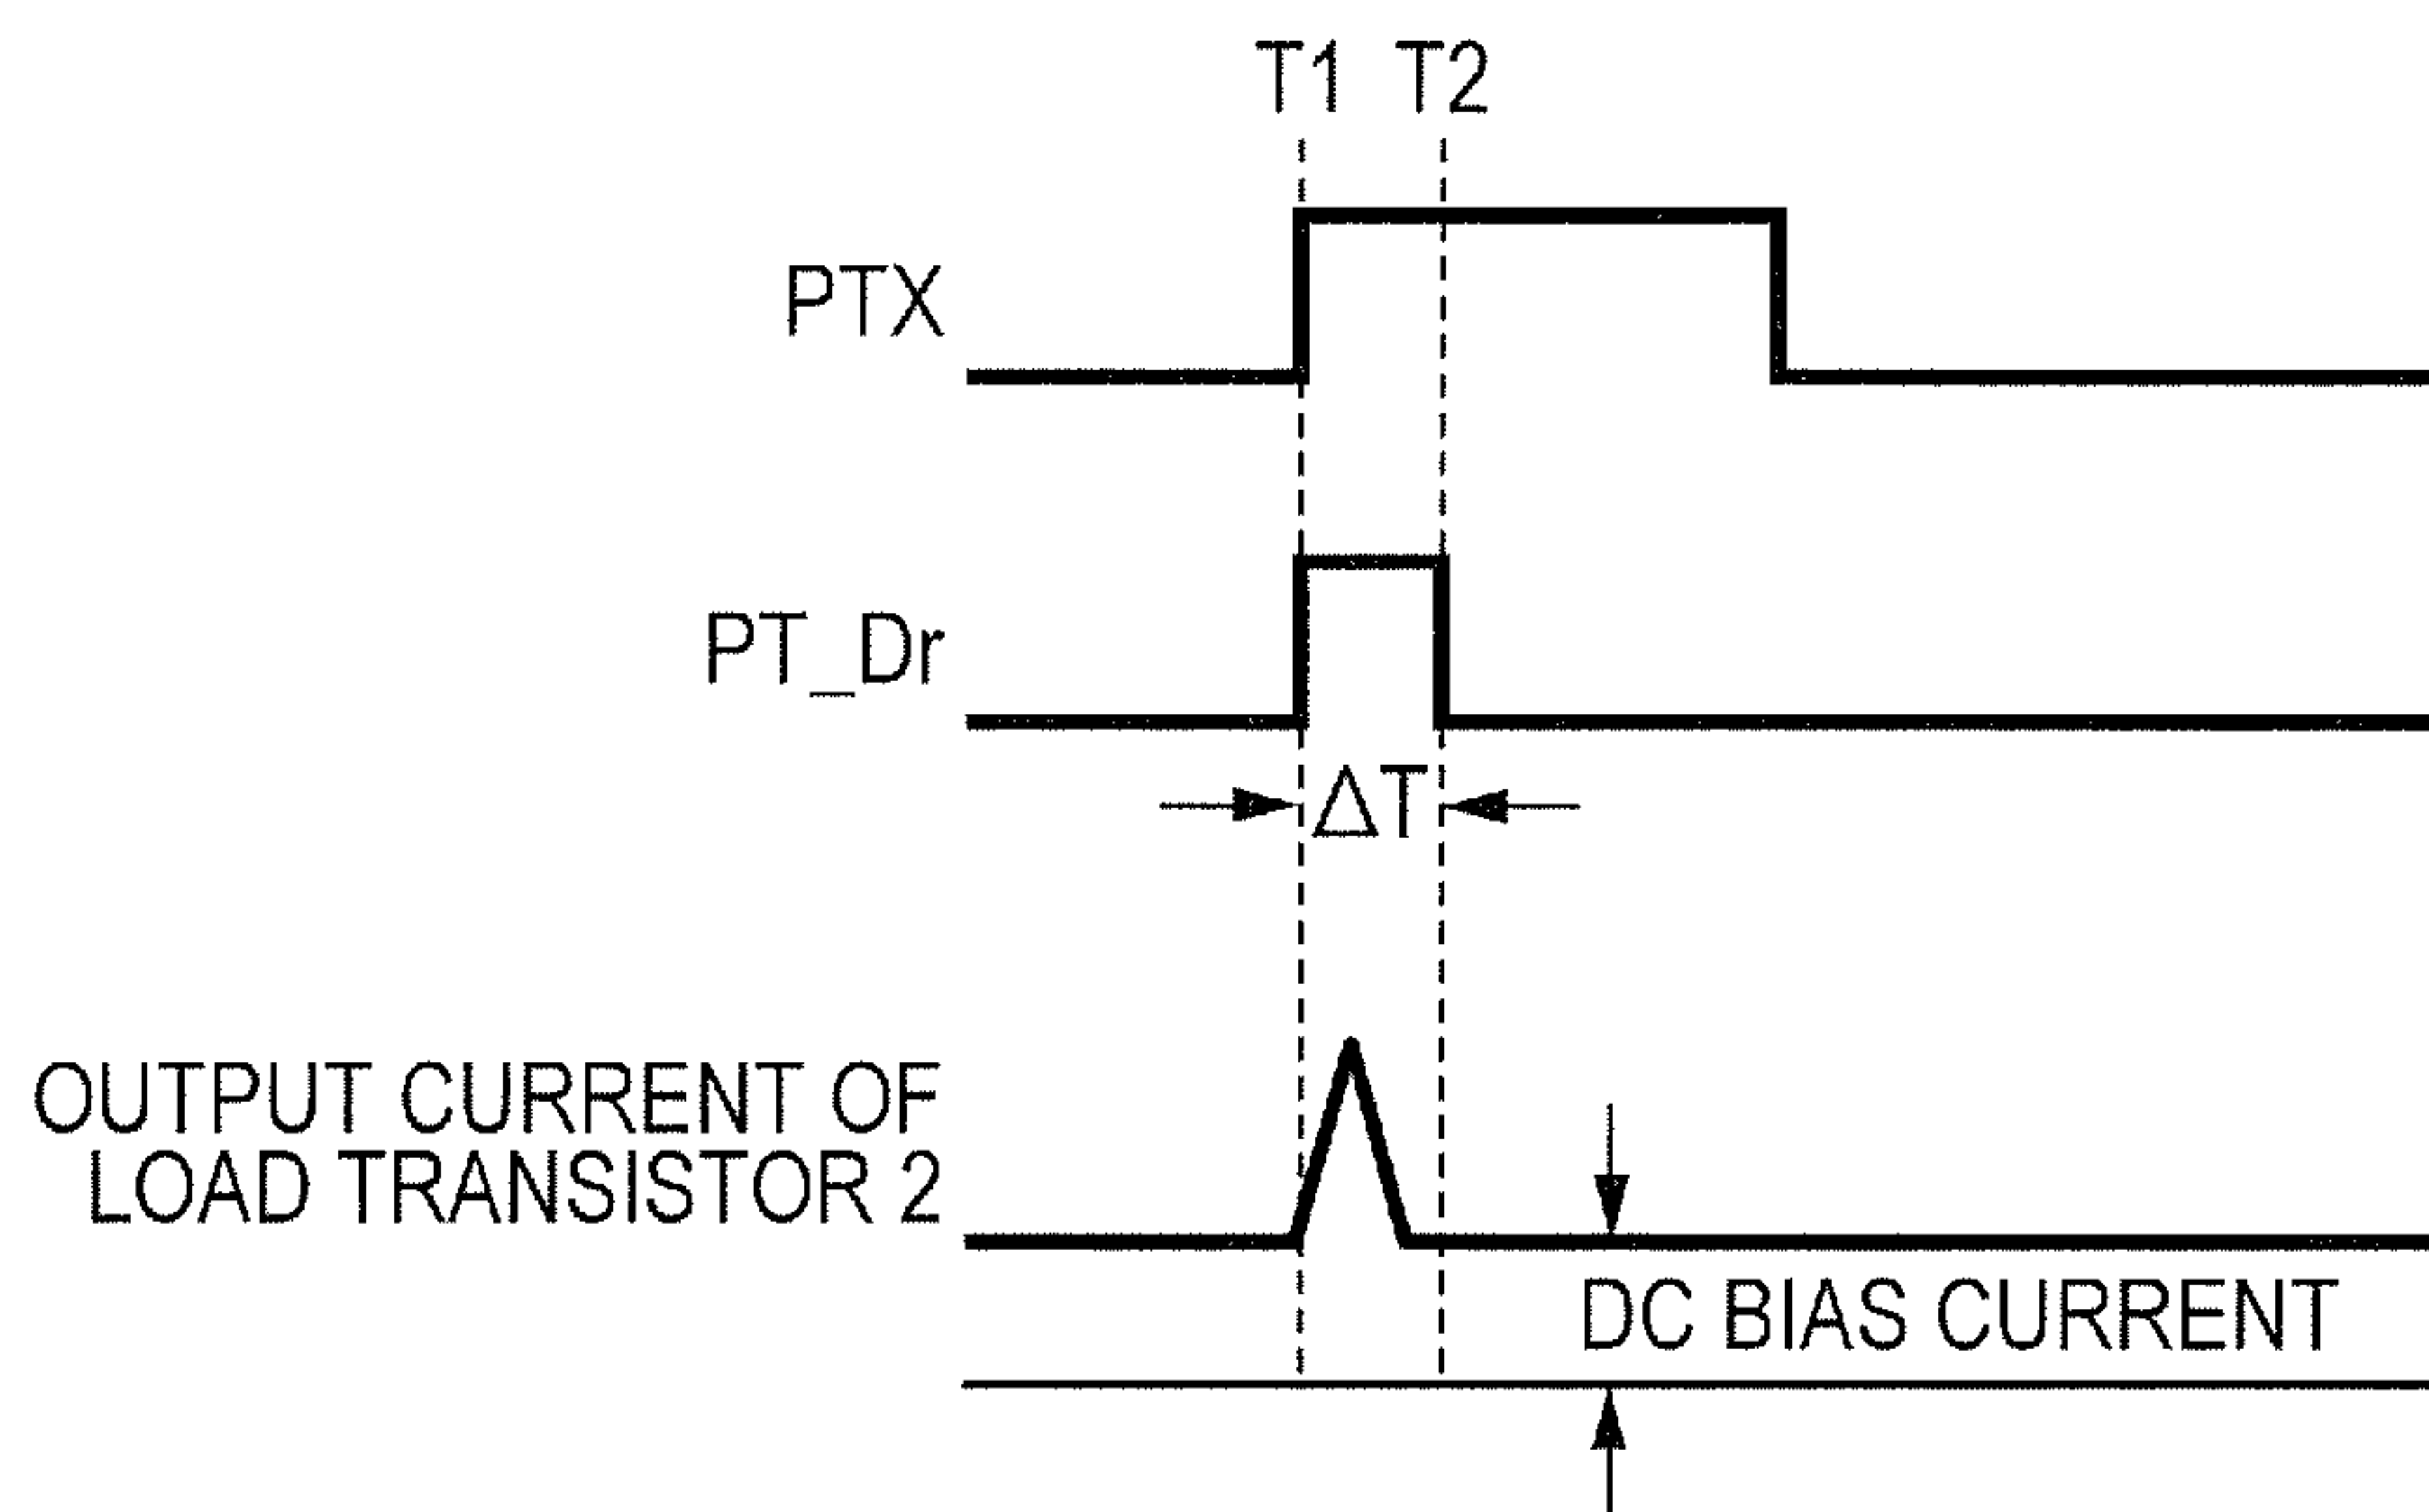 T1 T2
PTX
PT_Dr
ΔT
OUTPUT CURRENT OF
LOAD TRANSISTOR 2
DC BIAS CURRENT